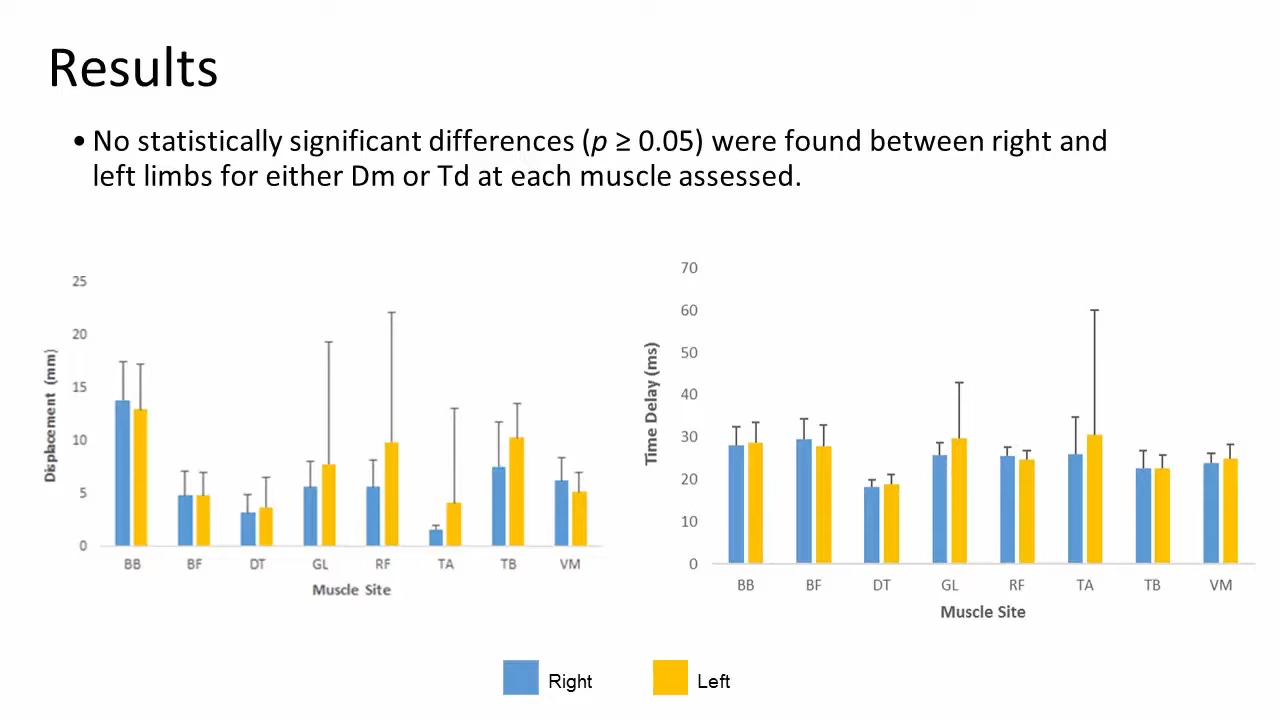 Results
• No statistically significant differences (p ≥ 0.05) were found between right and
left limbs for either Dm or Td at each muscle assessed.
25
20
15
10
5
0
Displacement (mm)
BB BF DT GL RF TA TB VM
Muscle Site
70
60
50
40
30
20
10
0
Time Delay (ms)
BB BF DT GL RF TA TB VM
Muscle Site
Right Left